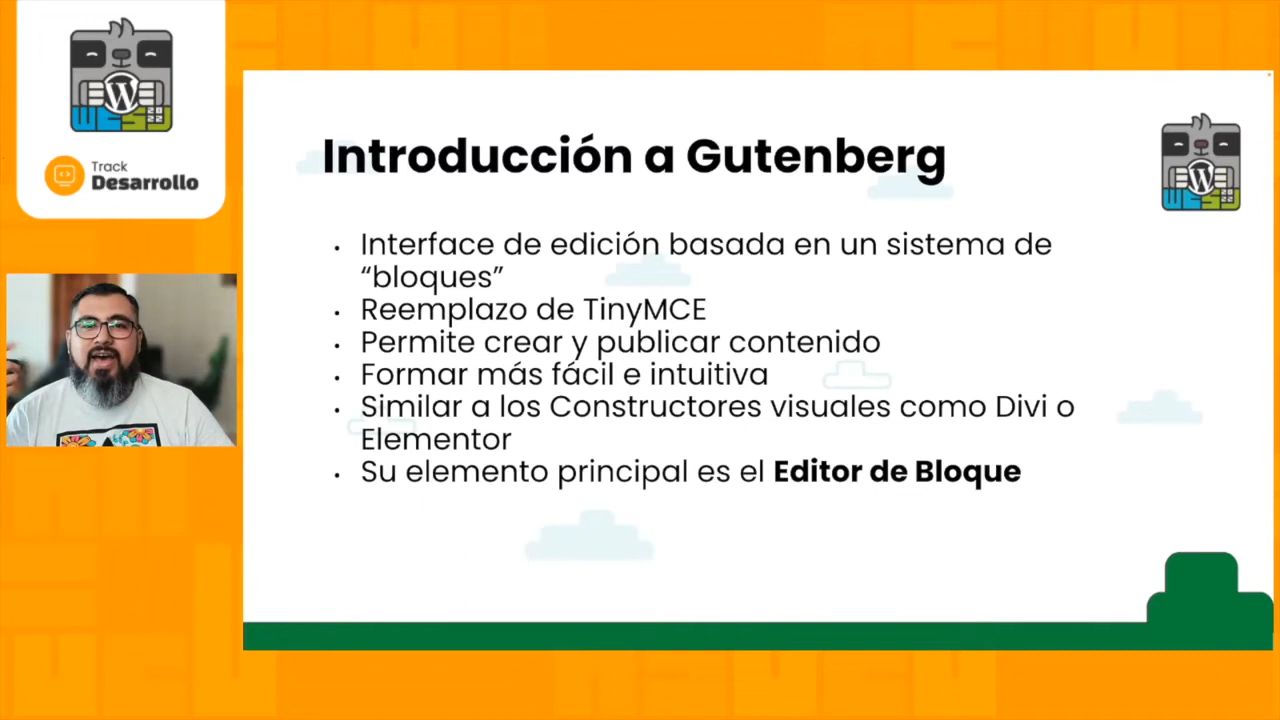 W
WESD
2022
Track
Desarrollo
Introducción a Gutenberg
W
• Interface de edición basada en un sistema de
“bloques”
• Reemplazo de TinyMCE
• Permite crear y publicar contenido
• Formar más fácil e intuitiva
• Similar a los Constructores visuales como Divi o
Elementor
• Su elemento principal es el Editor de Bloque